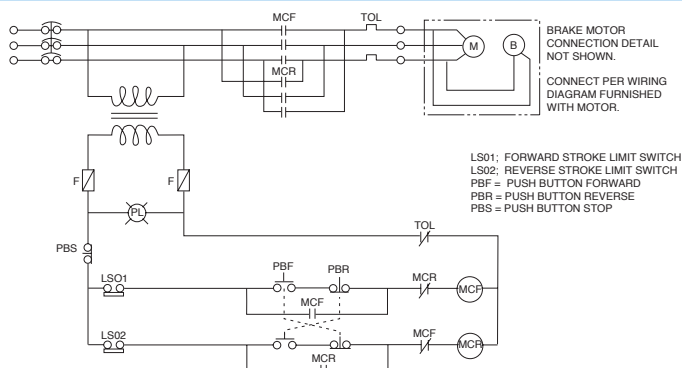 MCF
TOL
BRAKE MOTOR
CONNECTION DETAIL
NOT SHOWN.
M
B
MCR
CONNECT PER WIRING
DIAGRAM FURNISHED
WITH MOTOR.
LS01; FORWARD STROKE LIMIT SWITCH
LS02; REVERSE STROKE LIMIT SWITCH
PBF = PUSH BUTTON FORWARD
PBR = PUSH BUTTON REVERSE
PBS = PUSH BUTTON STOP
F
F
PL
TOL
PBS
LSO1
PBF
PBR
MCR
MCF
MCF
LS02
MCF
MCR
MCR